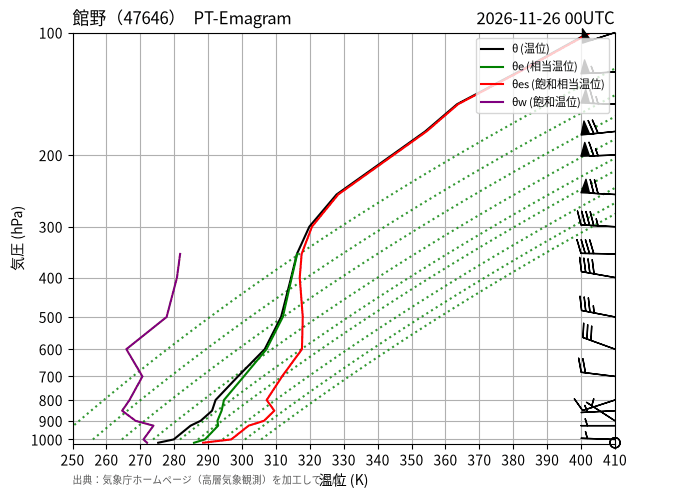 館野（47646） PT-Emagram 2026-11-26 00UTC
θ (温位)
θe (相当温位)
θes (飽和相当温位)
θw (飽和温位)
気圧 (hPa)
100
200
300
400
500
600
700
800
900
1000
250 260 270 280 290 300 310 320 330 340 350 360 370 380 390 400 410
出典：気象庁ホームページ（高層気象観測）を加工して
温位 (K)